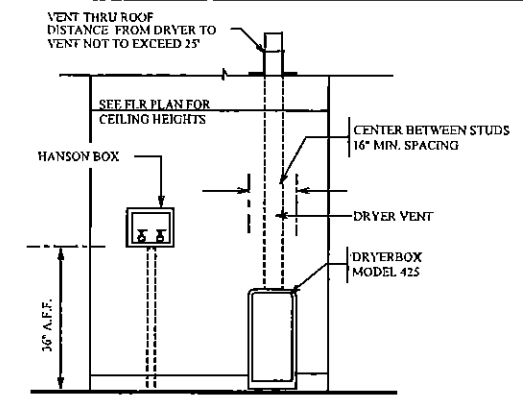 VENT THRU ROOF
DISTANCE FROM DRYER TO
VENT NOT TO EXCEED 25'
SEE FLR PLAN FOR
CEILING HEIGHTS
CENTER BETWEEN STUDS
16" MIN. SPACING
HANSON BOX
DRYER VENT
DRYERBOX
MODEL 425
36" A.F.F.